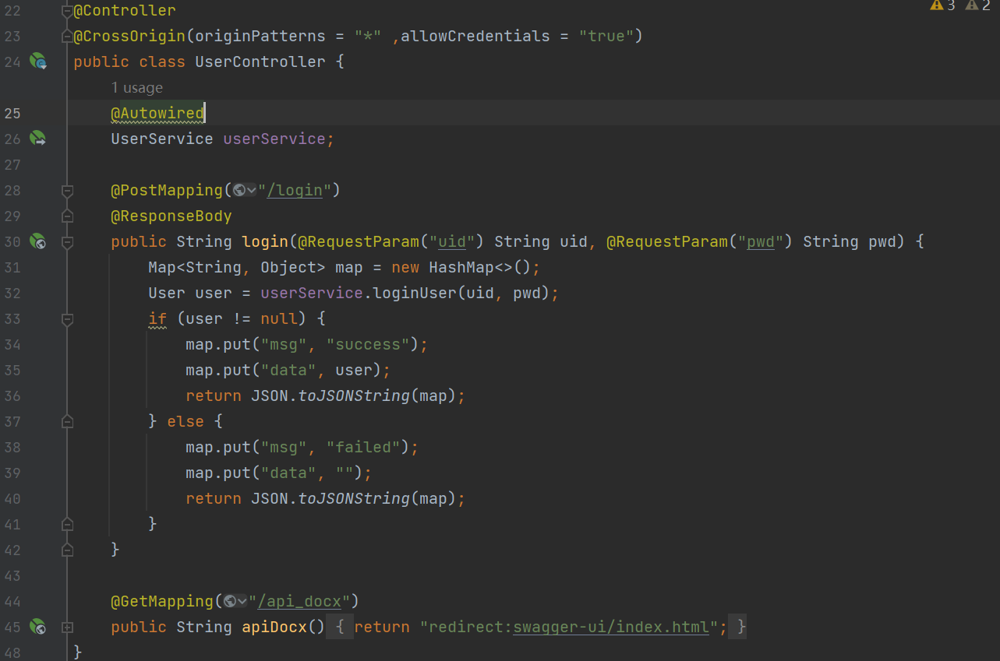 22 @Controller
23 @CrossOrigin(originPatterns = "*" ,allowCredentials = "true")
24 public class UserController {
1 usage
25 @Autowired
26 UserService userService;
27
28 @PostMapping("/login")
29 @ResponseBody
30 public String login(@RequestParam("uid") String uid, @RequestParam("pwd") String pwd) {
31 Map<String, Object> map = new HashMap<>();
32 User user = userService.loginUser(uid, pwd);
33 if (user != null) {
34 map.put("msg", "success");
35 map.put("data", user);
36 return JSON.toJSONString(map);
37 } else {
38 map.put("msg", "failed");
39 map.put("data", "");
40 return JSON.toJSONString(map);
41 }
42 }
43
44 @GetMapping("/api_docx")
45 public String apiDocx() { return "redirect:swagger-ui/index.html"; }
48 }
3 2